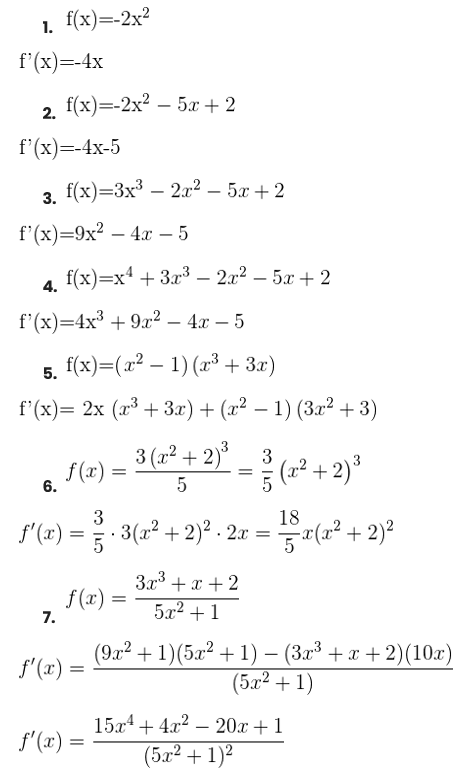 1. f(x)=-2x²
f'(x)=-4x
2. f(x)=-2x² − 5x + 2
f'(x)=-4x-5
3. f(x)=3x³ − 2x² − 5x + 2
f'(x)=9x² − 4x − 5
4. f(x)=x⁴ + 3x³ − 2x² − 5x + 2
f'(x)=4x³ + 9x² − 4x − 5
5. f(x)=(x² − 1)(x³ + 3x)
f'(x)= 2x (x³ + 3x) + (x² − 1)(3x² + 3)
6. f(x) = 3(x² + 2)³/5 = 3/5 (x² + 2)³
f′(x) = 3/5 · 3(x² + 2)² · 2x = 18/5 x(x² + 2)²
7. f(x) = (3x³ + x + 2)/(5x² + 1)
f′(x) = ((9x² + 1)(5x² + 1) − (3x³ + x + 2)(10x))/(5x² + 1)
f′(x) = (15x⁴ + 4x² − 20x + 1)/(5x² + 1)²